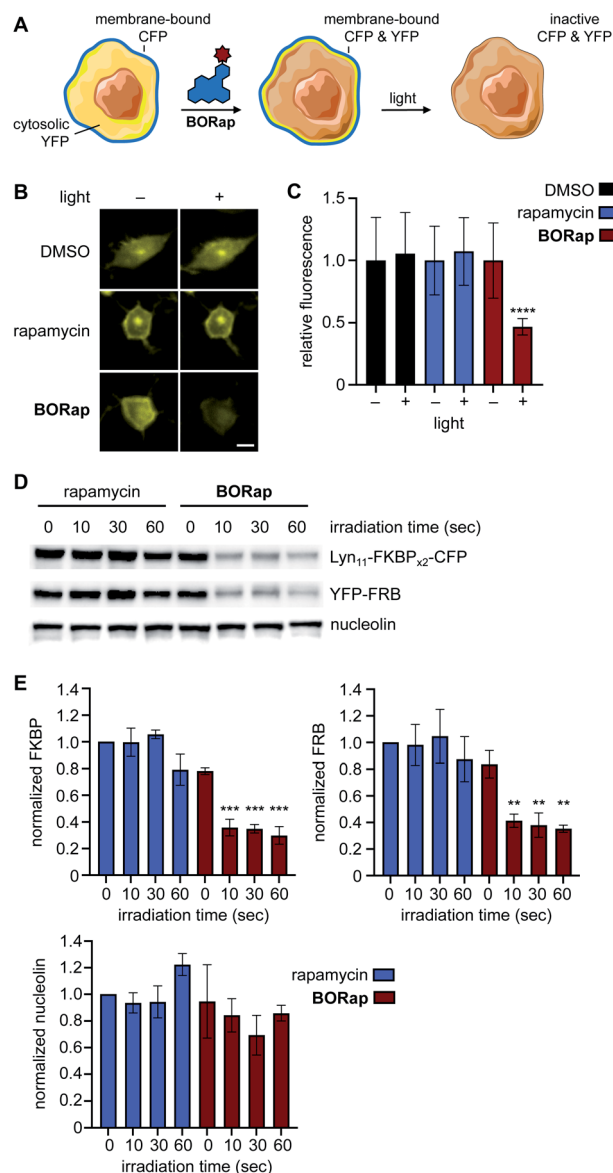 A
membrane-bound
CFP
cytosolic
YFP
BORap
membrane-bound
CFP & YFP
light
inactive
CFP & YFP
B
light – +
DMSO
rapamycin
BORap
C
DMSO
rapamycin
BORap
relative fluorescence
1.5
1.0
0.5
0
****
– + – + – +
light
D
rapamycin BORap
0 10 30 60 0 10 30 60 irradiation time (sec)
Lyn11-FKBPx2-CFP
YFP-FRB
nucleolin
E
normalized FKBP
1.4
1.2
1.0
0.8
0.6
0.4
0.2
0
*** *** ***
0 10 30 60 0 10 30 60
irradiation time (sec)
normalized FRB
1.4
1.2
1.0
0.8
0.6
0.4
0.2
0
** ** **
0 10 30 60 0 10 30 60
irradiation time (sec)
normalized nucleolin
1.4
1.2
1.0
0.8
0.6
0.4
0.2
0
0 10 30 60 0 10 30 60
irradiation time (sec)
rapamycin
BORap